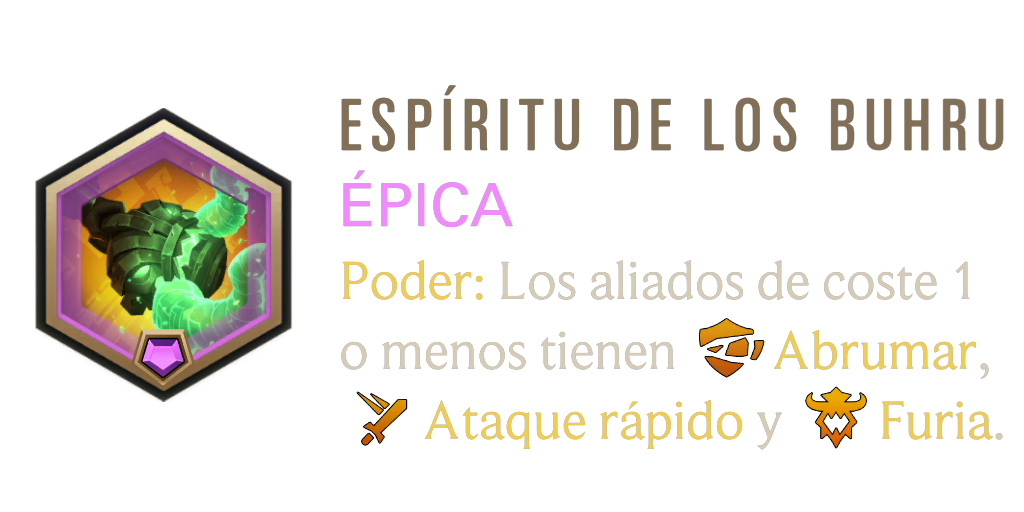 ESPÍRITU DE LOS BUHRU
ÉPICA
Poder: Los aliados de coste 1
o menos tienen Abrumar,
Ataque rápido y Furia.